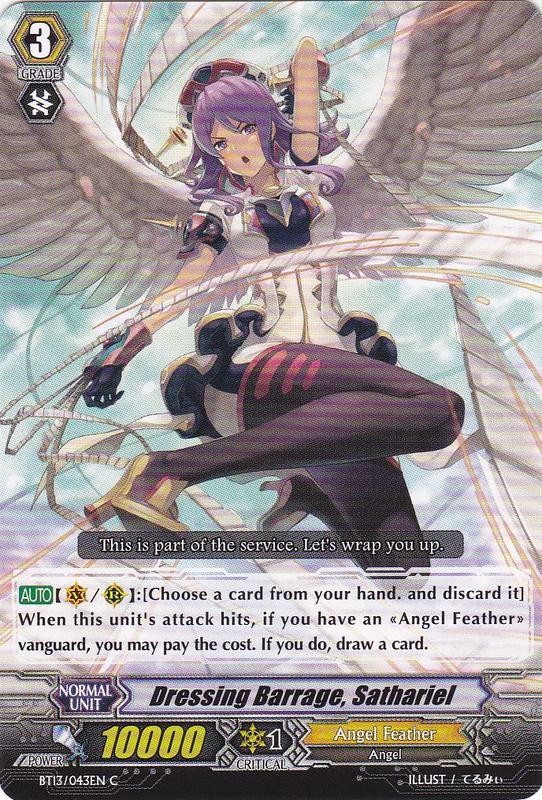 3
GRADE
This is part of the service. Let's wrap you up.
AUTO【V/R】:[Choose a card from your hand. and discard it]
When this unit's attack hits, if you have an «Angel Feather»
vanguard, you may pay the cost. If you do, draw a card.
NORMAL
UNIT
Dressing Barrage, Sathariel
POWER
10000
1
CRITICAL
Angel Feather
Angel
BT13/043EN C
ILLUST / てるみぃ